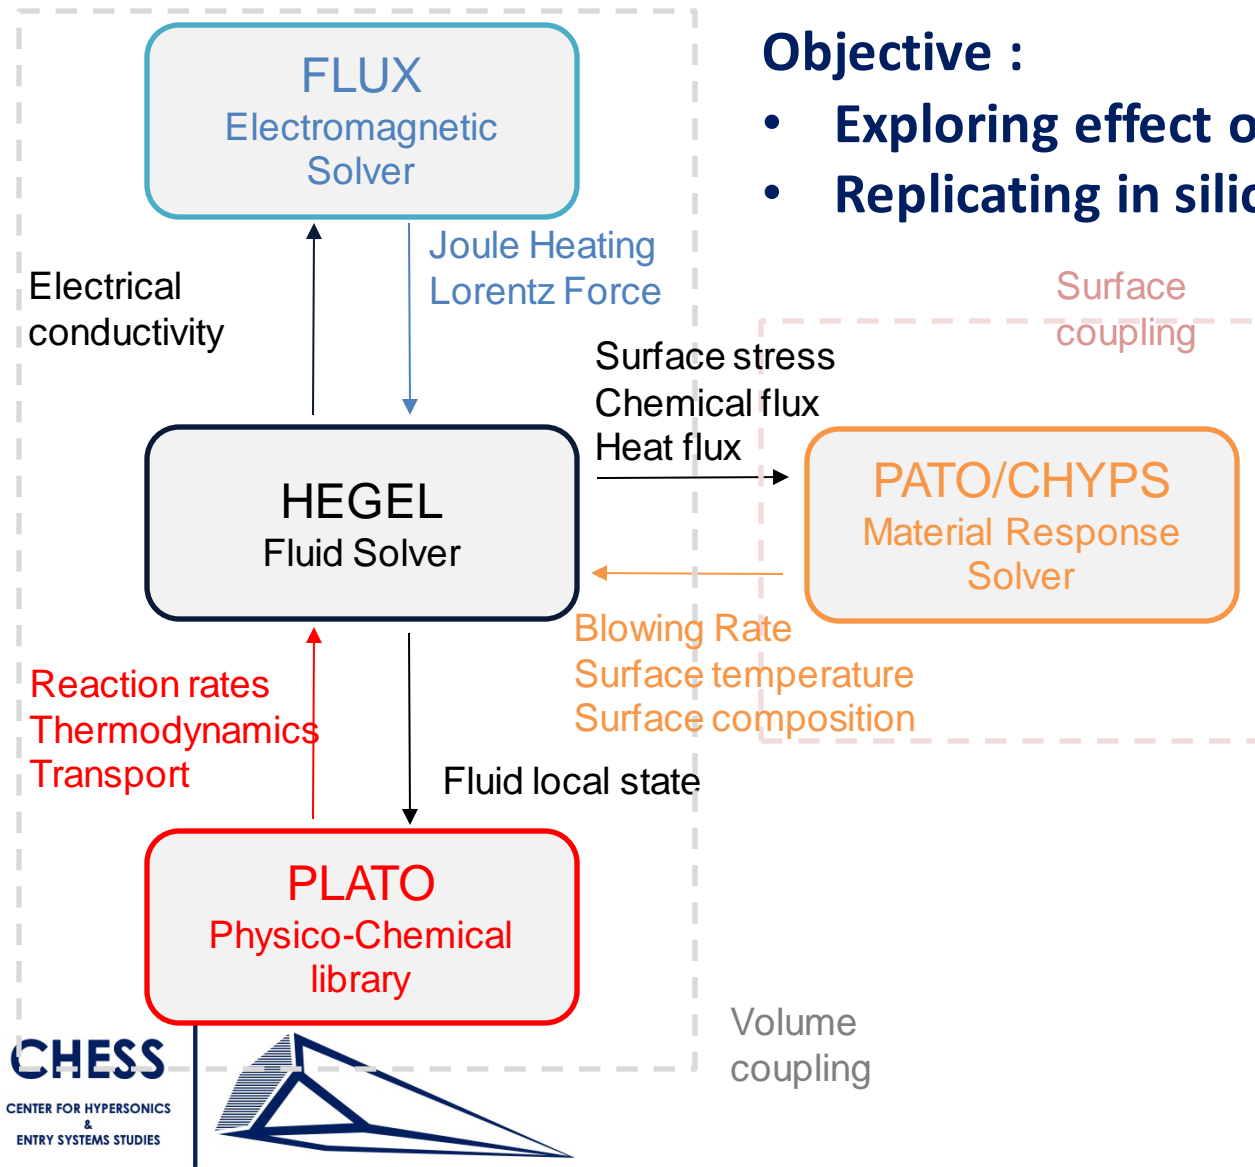 FLUX
Electromagnetic
Solver
Objective :
• Exploring effect
• Replicating in
Joule Heating
Lorentz Force
Electrical
conductivity
Surface
coupling
Surface stress
Chemical flux
Heat flux
HEGEL
Fluid Solver
PATO/CHYPS
Material Response
Solver
Blowing Rate
Surface temperature
Surface composition
Reaction rates
Thermodynamics
Transport
Fluid local state
PLATO
Physico-Chemical
library
Volume
coupling
CHESS
CENTER FOR HYPERSONICS
&
ENTRY SYSTEMS STUDIES